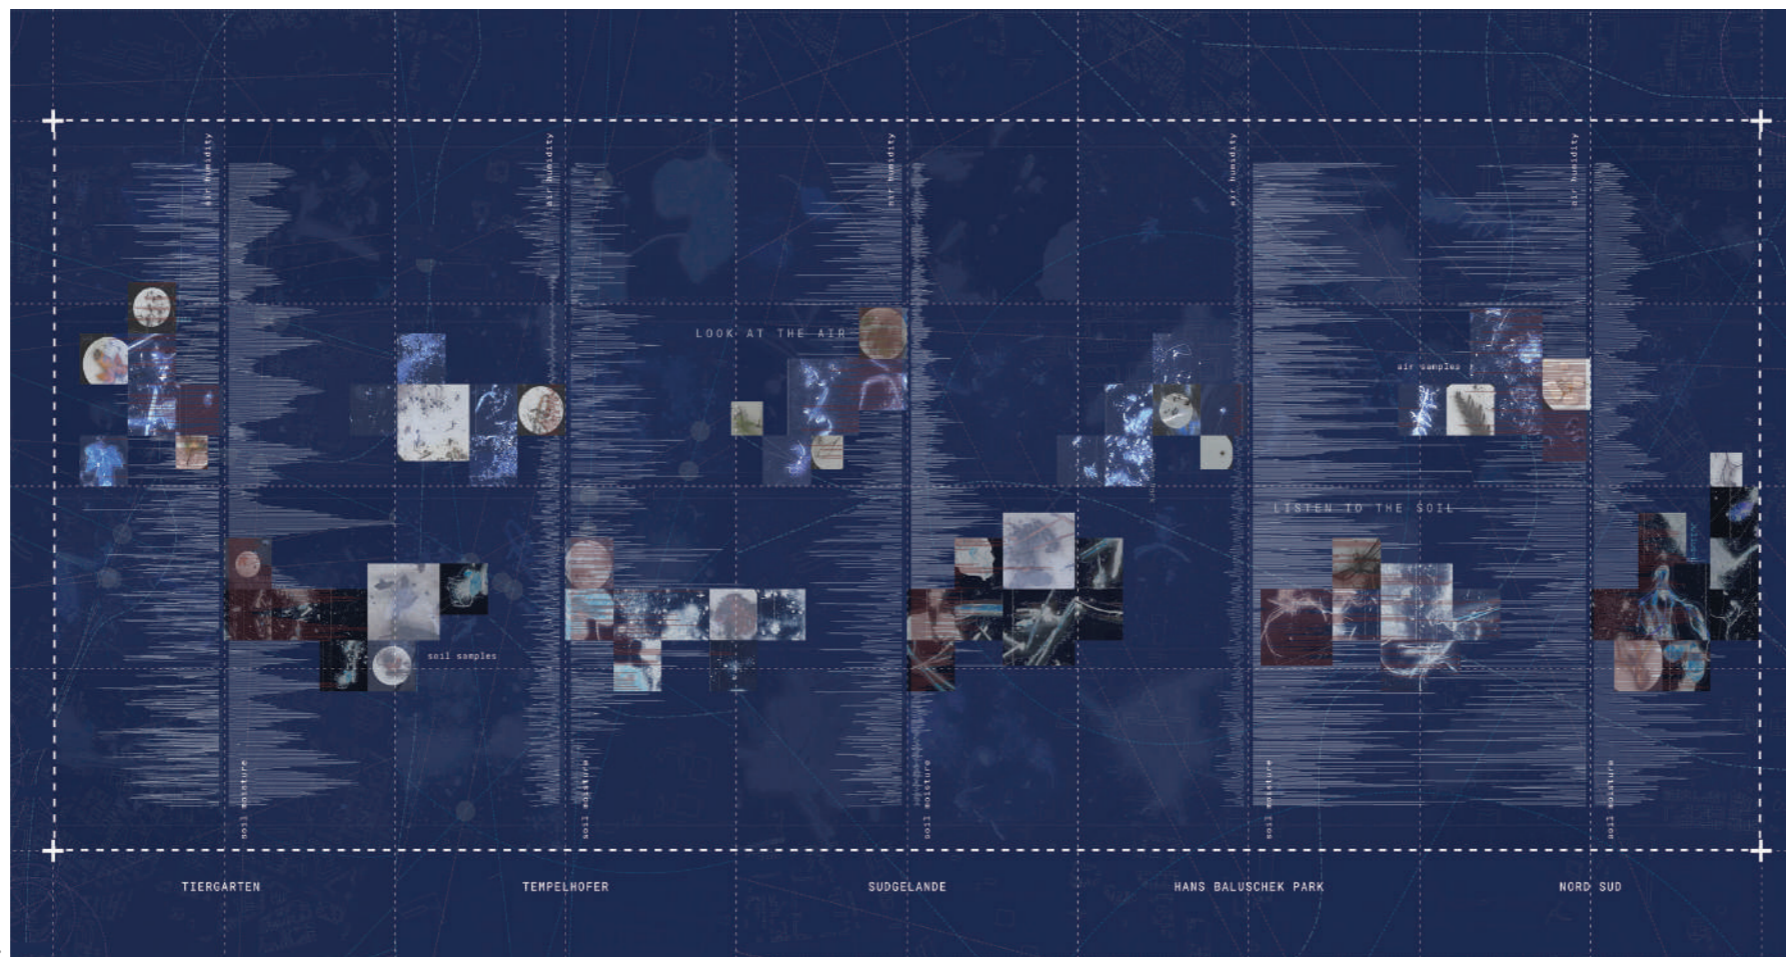 air humidity
air humidity
air humidity
air humidity
air humidity
LOOK AT THE AIR
air samples
LISTEN TO THE SOIL
soil samples
soil moisture
soil moisture
soil moisture
soil moisture
soil moisture
TIERGARTEN
TEMPELHOFER
SUDGELANDE
HANS BALUSCHEK PARK
NORD SUD